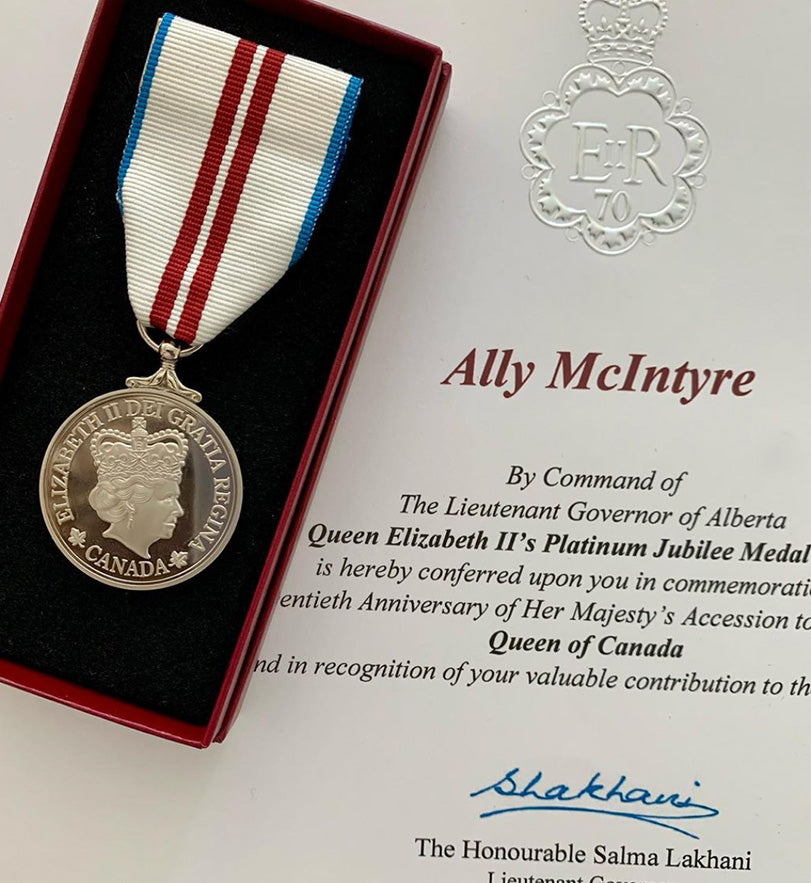 ELIZABETH II DEI GRATIA REGINA
CANADA
EIIR
70
Ally McIntyre
By Command of
The Lieutenant Governor of Alberta
Queen Elizabeth II's Platinum Jubilee Medal
is hereby conferred upon you in commemorati
entieth Anniversary of Her Majesty's Accession to
Queen of Canada
nd in recognition of your valuable contribution to th
Shakhani
The Honourable Salma Lakhani
Lieutenant Gover